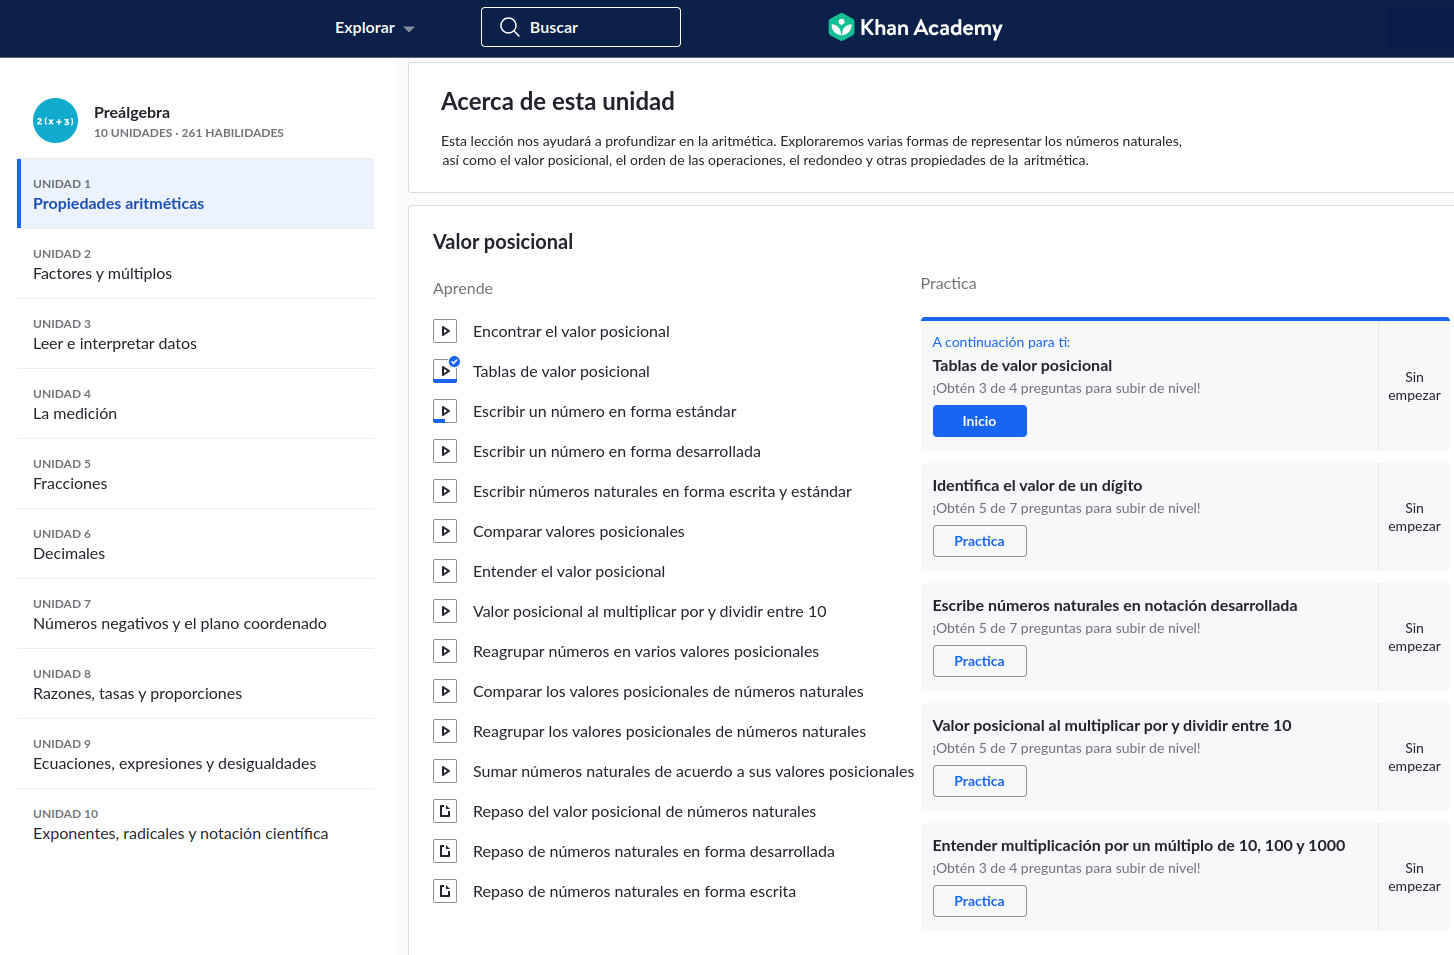 Explorar
Buscar
Khan Academy
2(x+3)
Preálgebra
10 UNIDADES · 261 HABILIDADES
UNIDAD 1
Propiedades aritméticas
UNIDAD 2
Factores y múltiplos
UNIDAD 3
Leer e interpretar datos
UNIDAD 4
La medición
UNIDAD 5
Fracciones
UNIDAD 6
Decimales
UNIDAD 7
Números negativos y el plano coordenado
UNIDAD 8
Razones, tasas y proporciones
UNIDAD 9
Ecuaciones, expresiones y desigualdades
UNIDAD 10
Exponentes, radicales y notación científica
Acerca de esta unidad
Esta lección nos ayudará a profundizar en la aritmética. Exploraremos varias formas de representar los números naturales,
así como el valor posicional, el orden de las operaciones, el redondeo y otras propiedades de la aritmética.
Valor posicional
Aprende
Encontrar el valor posicional
Tablas de valor posicional
Escribir un número en forma estándar
Escribir un número en forma desarrollada
Escribir números naturales en forma escrita y estándar
Comparar valores posicionales
Entender el valor posicional
Valor posicional al multiplicar por y dividir entre 10
Reagrupar números en varios valores posicionales
Comparar los valores posicionales de números naturales
Reagrupar los valores posicionales de números naturales
Sumar números naturales de acuerdo a sus valores posicionales
Repaso del valor posicional de números naturales
Repaso de números naturales en forma desarrollada
Repaso de números naturales en forma escrita
Practica
A continuación para ti:
Tablas de valor posicional
¡Obtén 3 de 4 preguntas para subir de nivel!
Inicio
Sin
empezar
Identifica el valor de un dígito
¡Obtén 5 de 7 preguntas para subir de nivel!
Practica
Sin
empezar
Escribe números naturales en notación desarrollada
¡Obtén 5 de 7 preguntas para subir de nivel!
Practica
Sin
empezar
Valor posicional al multiplicar por y dividir entre 10
¡Obtén 5 de 7 preguntas para subir de nivel!
Practica
Sin
empezar
Entender multiplicación por un múltiplo de 10, 100 y 1000
¡Obtén 3 de 4 preguntas para subir de nivel!
Practica
Sin
empezar